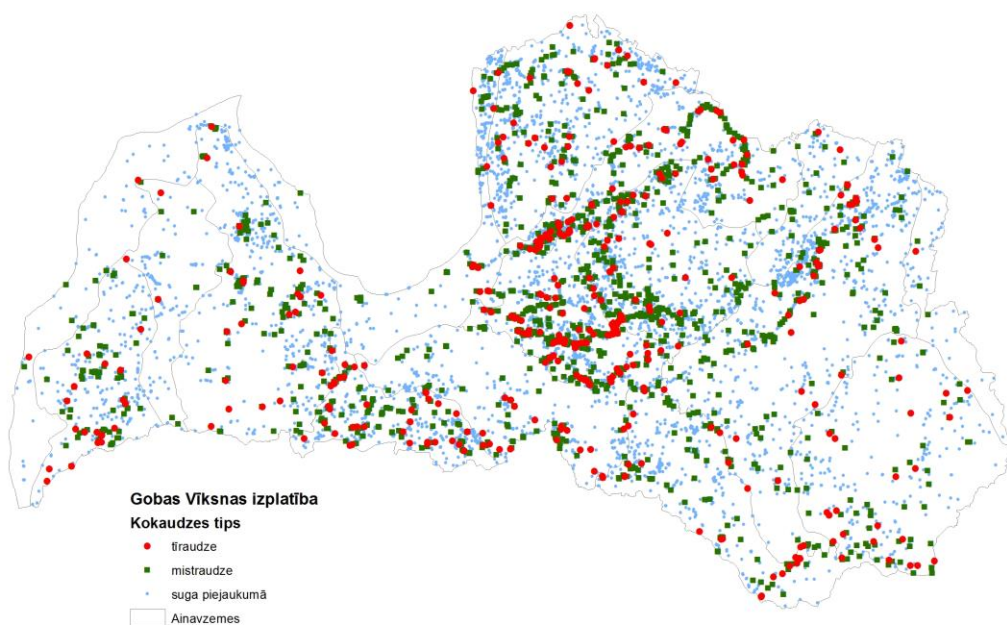 Gobas Vīksnas izplatība
Kokaudzes tips
tīraudze
mistraudze
suga piejaukumā
Ainavzemes